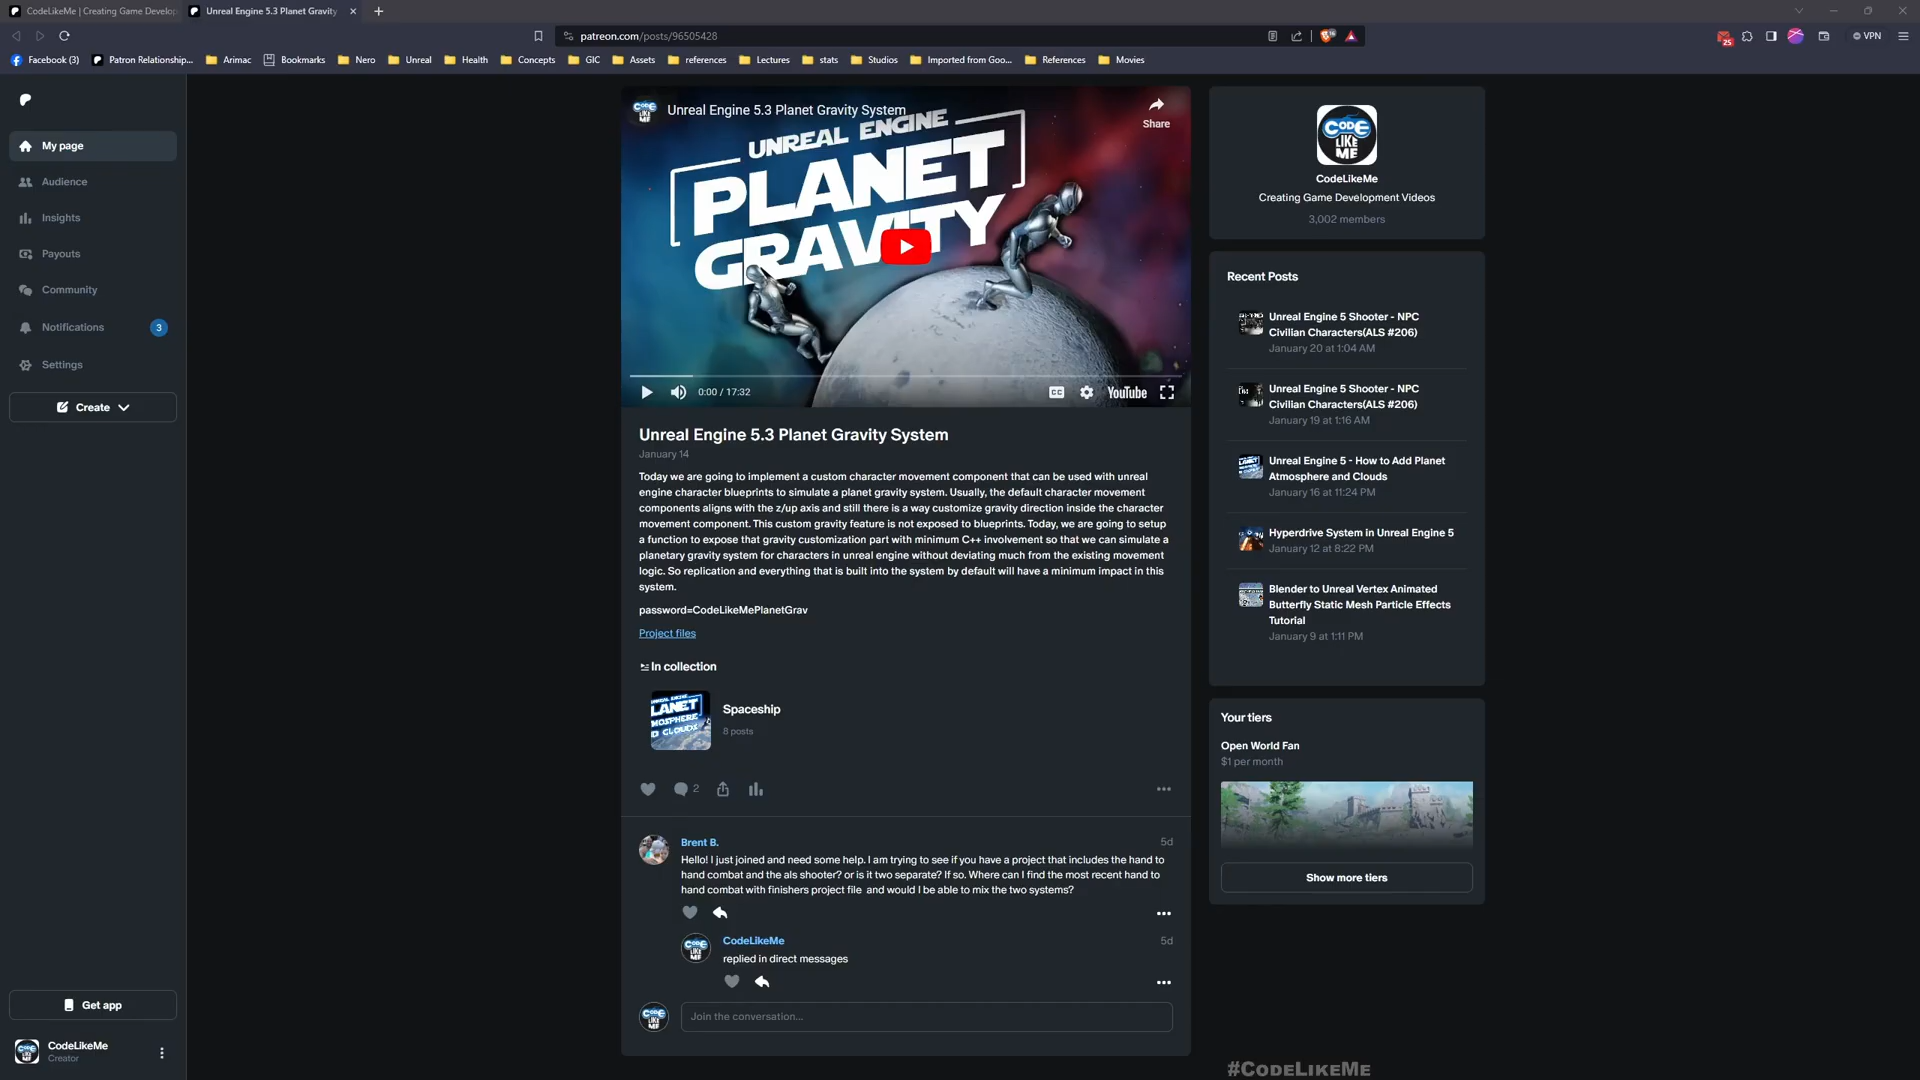 CodeLikeMe | Creating Game Develop
Unreal Engine 5.3 Planet Gravity
patreon.com/posts/96505428
25
VPN
Facebook (3)
Patron Relationship...
Arimac
Bookmarks
Nero
Unreal
Health
Concepts
GIC
Assets
references
Lectures
stats
Studios
Imported from Goo...
References
Movies
My page
Audience
Insights
Payouts
Community
Notifications
3
Settings
Create
Get app
CodeLikeMe
Creator
CODE LIKE ME
Unreal Engine 5.3 Planet Gravity System
Share
UNREAL ENGINE
PLANET
GRAVITY
0:00 / 17:32
CC
YouTube
Unreal Engine 5.3 Planet Gravity System
January 14
Today we are going to implement a custom character movement component that can be used with unreal
engine character blueprints to simulate a planet gravity system. Usually, the default character movement
components aligns with the z/up axis and still there is a way customize gravity direction inside the character
movement component. This custom gravity feature is not exposed to blueprints. Today, we are going to setup
a function to expose that gravity customization part with minimum C++ involvement so that we can simulate a
planetary gravity system for characters in unreal engine without deviating much from the existing movement
logic. So replication and everything that is built into the system by default will have a minimum impact in this
system.
password=CodeLikeMePlanetGrav
Project files
In collection
Spaceship
8 posts
2
Brent B.
5d
Hello! I just joined and need some help. I am trying to see if you have a project that includes the hand to
hand combat and the als shooter? or is it two separate? If so. Where can I find the most recent hand to
hand combat with finishers project file and would I be able to mix the two systems?
CodeLikeMe
5d
replied in direct messages
Join the conversation...
CODE
LIKE
ME
CodeLikeMe
Creating Game Development Videos
3,002 members
Recent Posts
Unreal Engine 5 Shooter - NPC
Civilian Characters(ALS #206)
January 20 at 1:04 AM
Unreal Engine 5 Shooter - NPC
Civilian Characters(ALS #206)
January 19 at 1:16 AM
Unreal Engine 5 - How to Add Planet
Atmosphere and Clouds
January 16 at 11:24 PM
Hyperdrive System in Unreal Engine 5
January 12 at 8:22 PM
Blender to Unreal Vertex Animated
Butterfly Static Mesh Particle Effects
Tutorial
January 9 at 1:11 PM
Your tiers
Open World Fan
$1 per month
Show more tiers
#CodeLikeMe